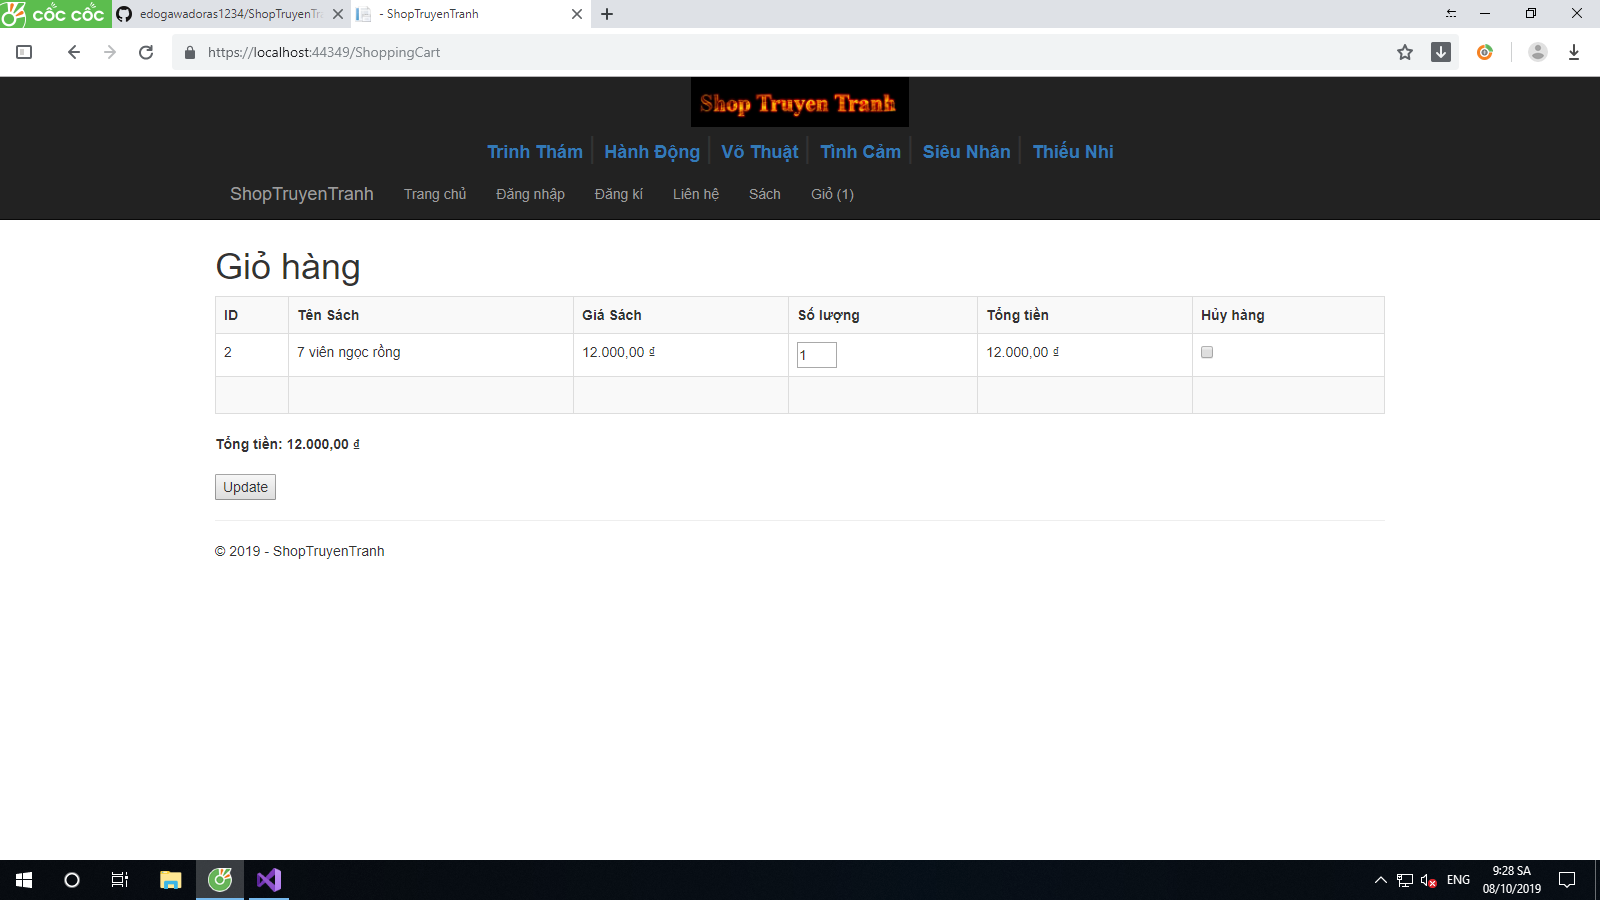 cốc cốc
edogawadoras1234/ShopTruyenTr
- ShopTruyenTranh
https://localhost:44349/ShoppingCart
Shop Truyen Tranh
Trinh Thám Hành Động Võ Thuật Tình Cảm Siêu Nhân Thiếu Nhi
ShopTruyenTranh Trang chủ Đăng nhập Đăng kí Liên hệ Sách Giỏ (1)
Giỏ hàng
ID Tên Sách Giá Sách Số lượng Tổng tiền Hủy hàng
2 7 viên ngọc rồng 12.000,00 ₫ 1 12.000,00 ₫
Tổng tiền: 12.000,00 ₫
Update
© 2019 - ShopTruyenTranh
ENG
9:28 SA
08/10/2019